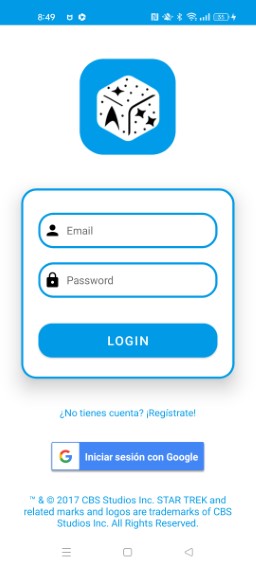 8:49
85
Email
Password
LOGIN
¿No tienes cuenta? ¡Regístrate!
G
Iniciar sesión con Google
™ & © 2017 CBS Studios Inc. STAR TREK and
related marks and logos are trademarks of CBS
Studios Inc. All Rights Reserved.